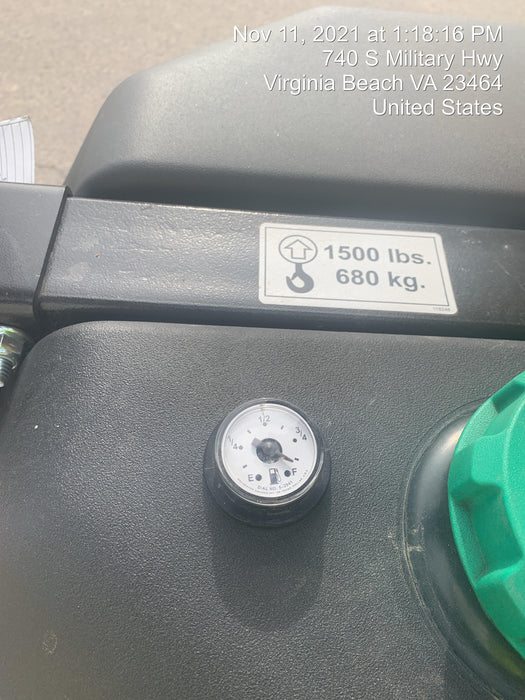 Nov 11, 2021 at 1:18:16 PM
740 S Military Hwy
Virginia Beach VA 23464
United States
1500 lbs.
680 kg.
1/2
1/4 3/4
E F